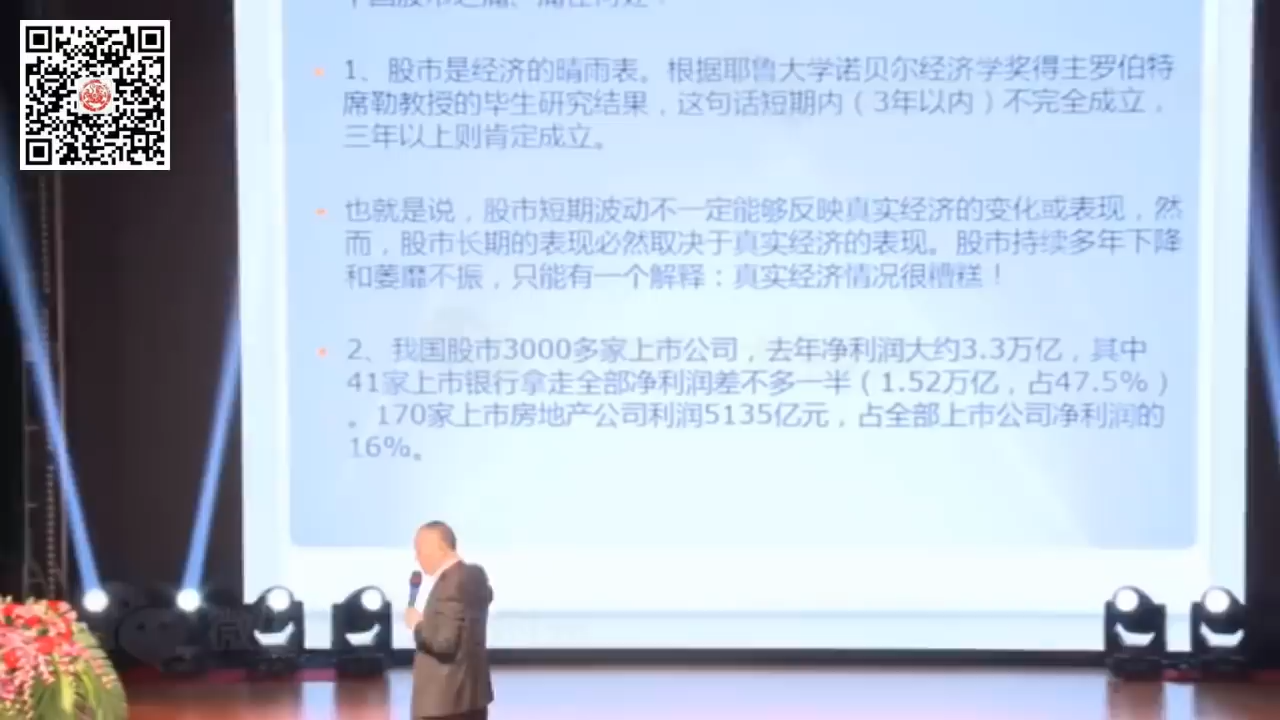 1、股市是经济的晴雨表。根据耶鲁大学诺贝尔经济学奖得主罗伯特
席勒教授的毕生研究结果，这句话短期内（3年以内）不完全成立，
三年以上则肯定成立。
也就是说，股市短期波动不一定能够反映真实经济的变化或表现，然
而，股市长期的表现必然取决于真实经济的表现。股市持续多年下降
和萎靡不振，只能有一个解释：真实经济情况很糟糕！
2、我国股市3000多家上市公司，去年净利润大约3.3万亿，其中
41家上市银行拿走全部净利润差不多一半（1.52万亿，占47.5%）
。170家上市房地产公司利润5135亿元，占全部上市公司净利润的
16%。